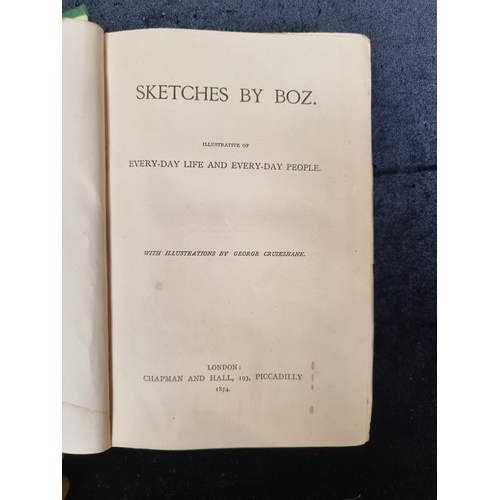 SKETCHES BY BOZ.
ILLUSTRATIVE OF
EVERY-DAY LIFE AND EVERY-DAY PEOPLE.
WITH ILLUSTRATIONS BY GEORGE CRUIKSHANK.
LONDON:
CHAPMAN AND HALL, 193, PICCADILLY
1874.